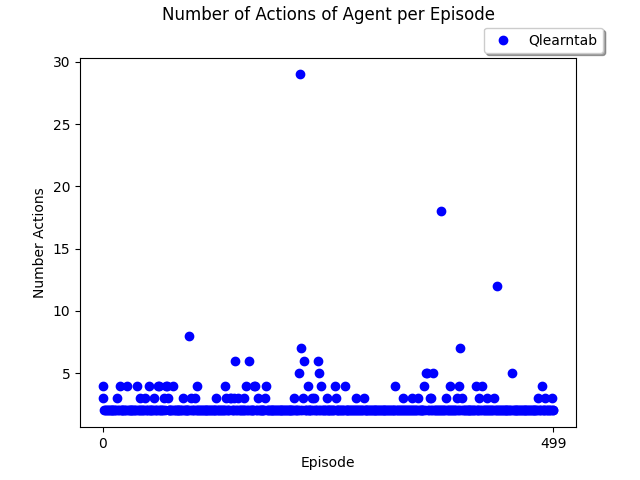 Number of Actions of Agent per Episode
Qlearntab
30
25
20
15
10
5
Number Actions
0
499
Episode